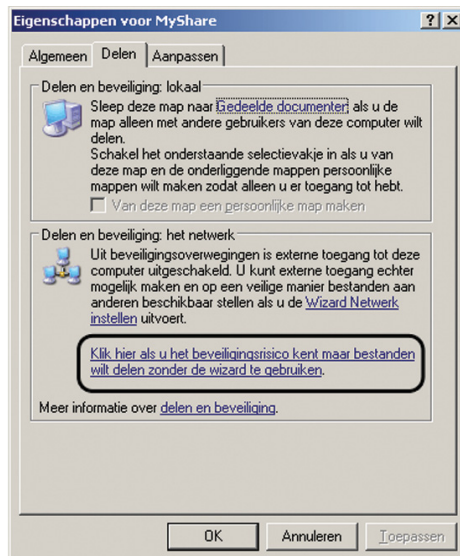 Eigenschappen voor MyShare
Algemeen Delen Aanpassen
Delen en beveiliging: lokaal
Sleep deze map naar Gedeelde documenten als u de
map alleen met andere gebruikers van deze computer wilt
delen.
Schakel het onderstaande selectievakje in als u van
deze map en de onderliggende mappen persoonlijke
mappen wilt maken zodat alleen u er toegang tot hebt.
Van deze map een persoonlijke map maken
Delen en beveiliging: het netwerk
Uit beveiligingsoverwegingen is externe toegang tot deze
computer uitgeschakeld. U kunt externe toegang echter
mogelijk maken en op een veilige manier bestanden aan
anderen beschikbaar stellen als u de Wizard Netwerk
instellen uitvoert.
Klik hier als u het beveiligingsrisico kent maar bestanden
wilt delen zonder de wizard te gebruiken.
Meer informatie over delen en beveiliging.
OK Annuleren Toepassen